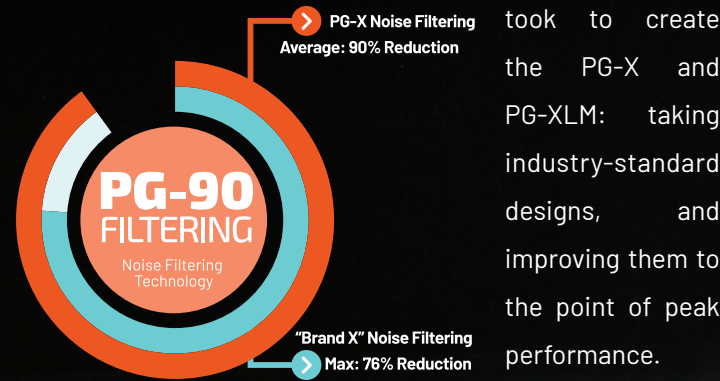 PG-X Noise Filtering
Average: 90% Reduction
PG-90
FILTERING
Noise Filtering
Technology
“Brand X” Noise Filtering
Max: 76% Reduction
took to create
the PG-X and
PG-XLM: taking
industry-standard
designs, and
improving them to
the point of peak
performance.